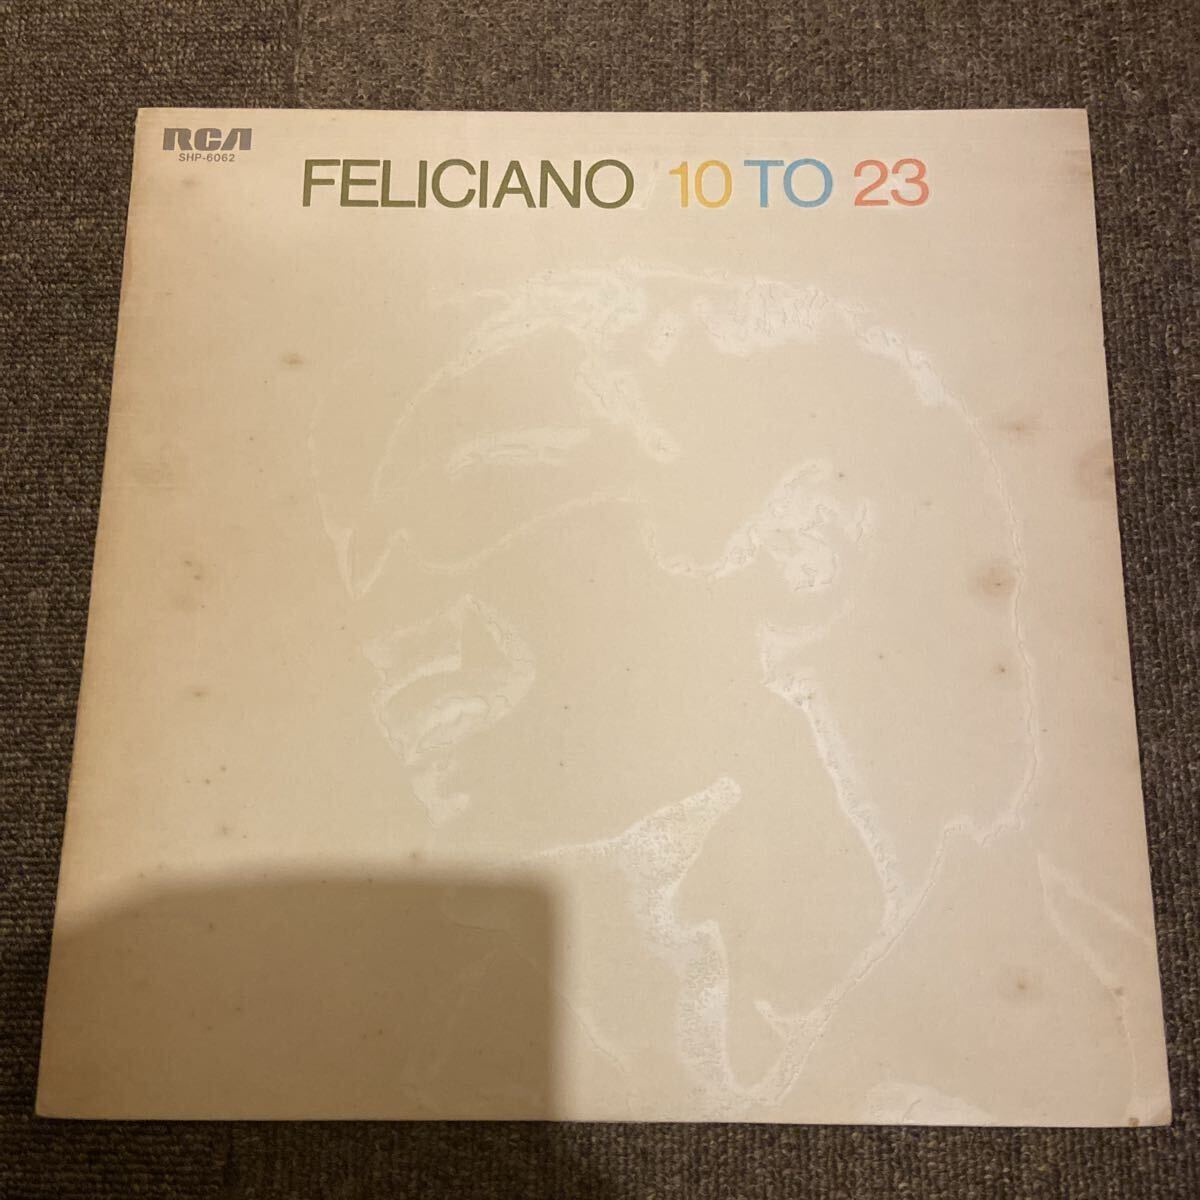 RCA
SHP-6062
FELICIANO / 10 TO 23